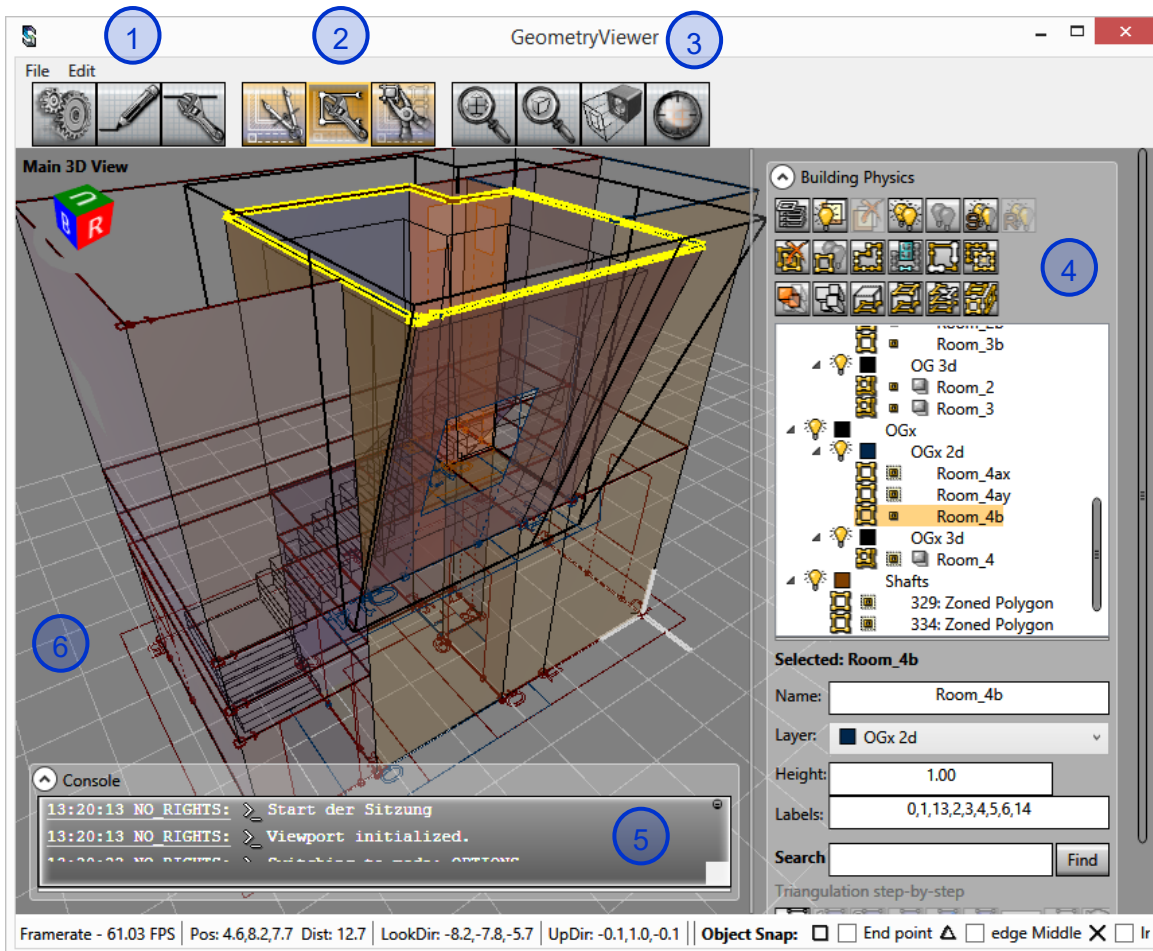 1
2
3
GeometryViewer
File Edit
Main 3D View
U
B
R
Building Physics
4
Room_3b
OG 3d
Room_2
Room_3
OGx
OGx 2d
Room_4ax
Room_4ay
Room_4b
OGx 3d
Room_4
Shafts
329: Zoned Polygon
334: Zoned Polygon
6
Selected: Room_4b
Name: Room_4b
Layer: OGx 2d
Height: 1.00
Labels: 0,1,13,2,3,4,5,6,14
Search Find
Triangulation step-by-step
Console
13:20:13 NO_RIGHTS: >_ Start der Sitzung
13:20:13 NO_RIGHTS: >_ Viewport initialized.
5
Framerate - 61.03 FPS Pos: 4.6,8.2,7.7 Dist: 12.7 LookDir: -8.2,-7.8,-5.7 UpDir: -0.1,1.0,-0.1 Object Snap: End point edge Middle